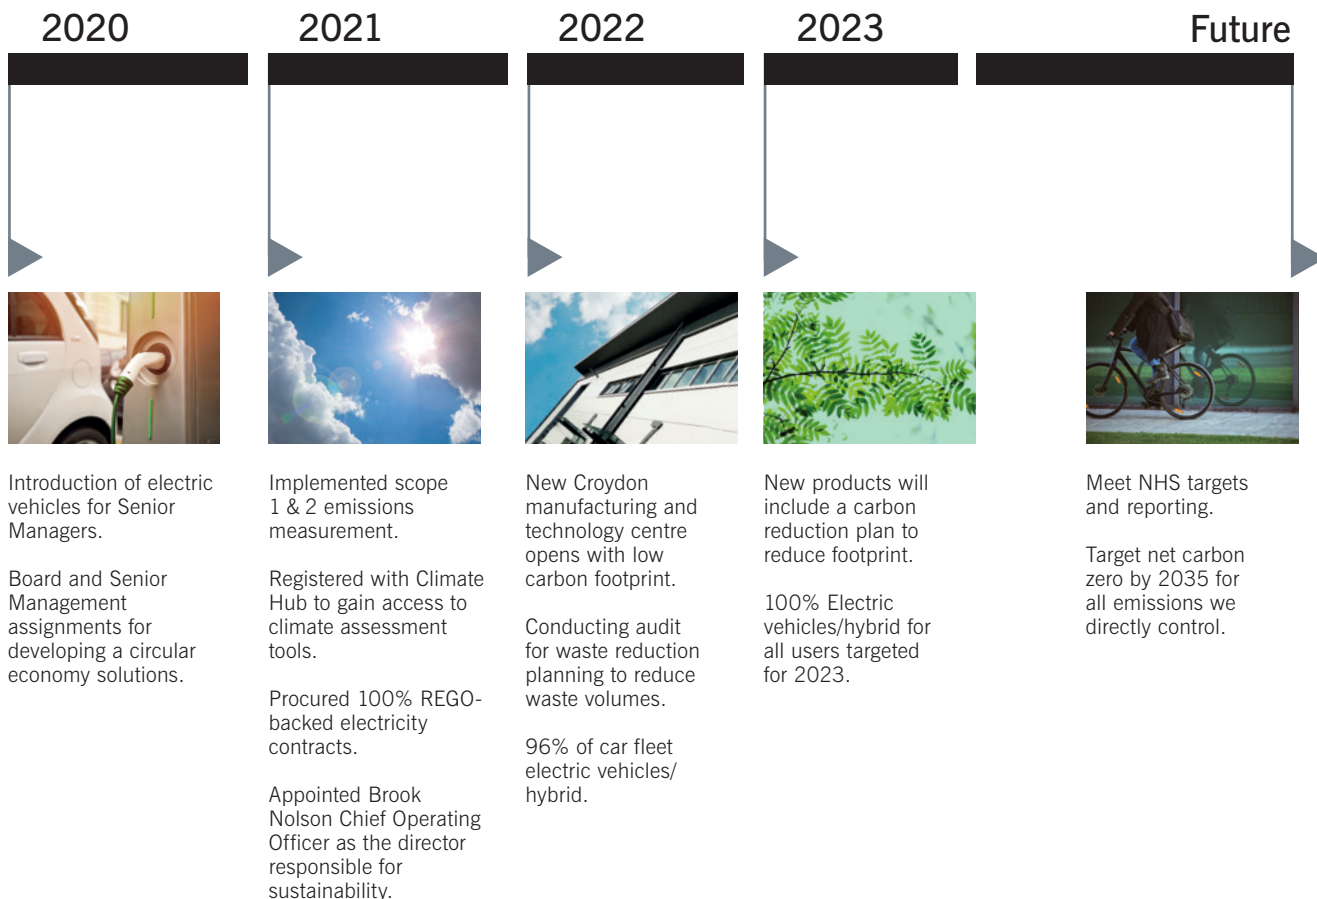 2020
2021
2022
2023
Future
Introduction of electric
vehicles for Senior
Managers.
Board and Senior
Management
assignments for
developing a circular
economy solutions.
Implemented scope
1 & 2 emissions
measurement.
Registered with Climate
Hub to gain access to
climate assessment
tools.
Procured 100% REGO-
backed electricity
contracts.
Appointed Brook
Nolson Chief Operating
Officer as the director
responsible for
sustainability.
New Croydon
manufacturing and
technology centre
opens with low
carbon footprint.
Conducting audit
for waste reduction
planning to reduce
waste volumes.
96% of car fleet
electric vehicles/
hybrid.
New products will
include a carbon
reduction plan to
reduce footprint.
100% Electric
vehicles/hybrid for
all users targeted
for 2023.
Meet NHS targets
and reporting.
Target net carbon
zero by 2035 for
all emissions we
directly control.